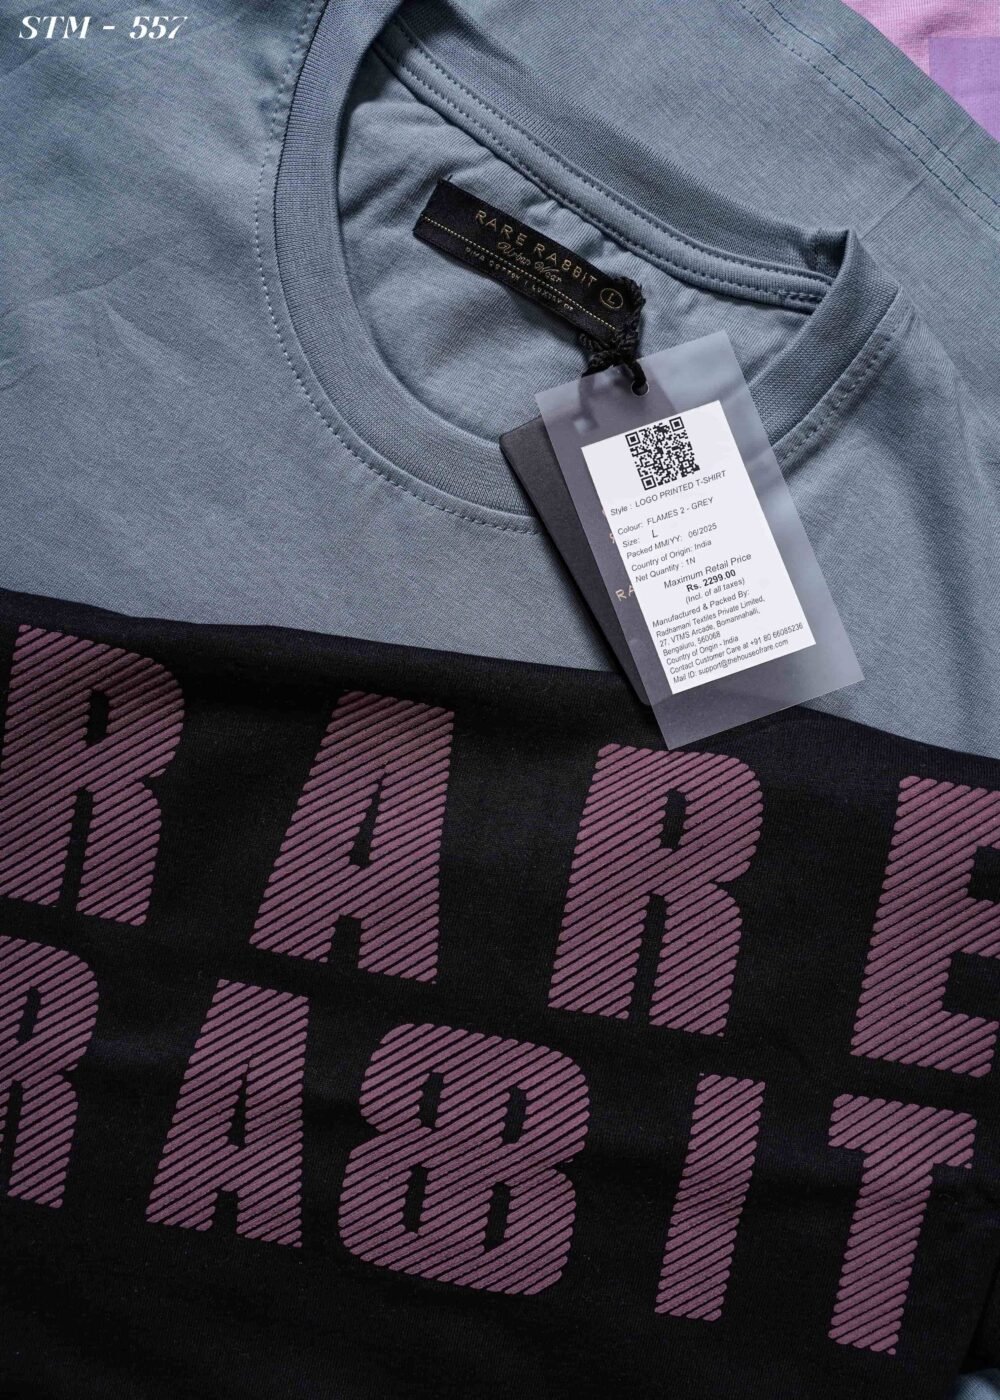 STM - 557
RARE RABBIT
Urban Wear
L
Style : LOGO PRINTED T-SHIRT
Colour: FLAMES 2 - GREY
Size: L
Packed MM/YY: 06/2025
Country of Origin: India
Net Quantity : 1N
Maximum Retail Price
Rs. 2299.00
(Incl. of all taxes)
Manufactured & Packed By:
Radhamani Textiles Private Limited,
27, VTMS Arcade, Bomannahalli,
Bengaluru, 560068
Country of Origin - India
Contact Customer Care at +91 80 66085236
Mail ID: support@thehouseofrare.com
RARE
RABBIT